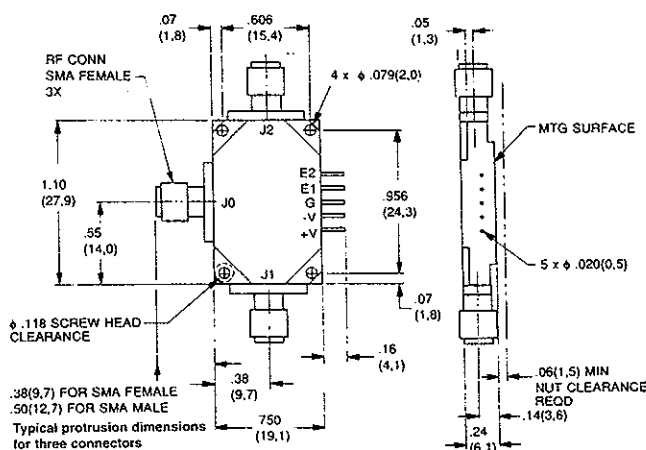 .07
(1,8)
.606
(15,4)
.05
(1,3)
RF CONN
SMA FEMALE
3X
4 x ϕ .079(2,0)
J2
MTG SURFACE
E2
E1
G
-V
+V
1.10
(27,9)
J0
.956
(24,3)
.55
(14,0)
J1
5 x ϕ .020(0,5)
.07
(1,8)
ϕ .118 SCREW HEAD
CLEARANCE
.16
(4,1)
.38
(9,7)
.06(1,5) MIN
NUT CLEARANCE
REQD
.38(9,7) FOR SMA FEMALE
.50(12,7) FOR SMA MALE
.14(3,6)
Typical protrusion dimensions
for three connectors
750
(19,1)
.24
(6,1)